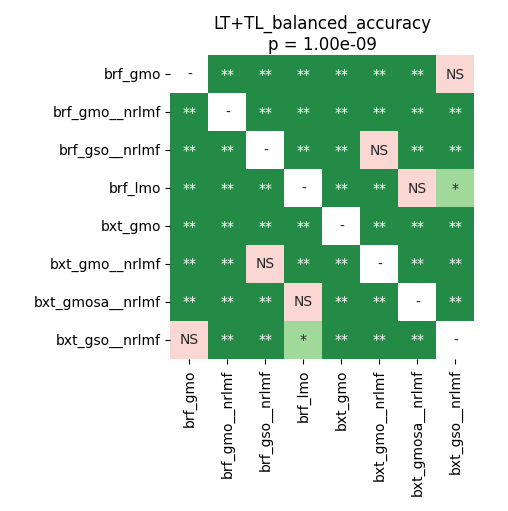 LT+TL_balanced_accuracy
p = 1.00e-09
brf_gmo - ** ** ** ** ** ** NS
brf_gmo__nrlmf ** - ** ** ** ** ** **
brf_gso__nrlmf ** ** - ** ** NS ** **
brf_lmo ** ** ** - ** ** NS *
bxt_gmo ** ** ** ** - ** ** **
bxt_gmo__nrlmf ** ** NS ** ** - ** **
bxt_gmosa__nrlmf ** ** ** NS ** ** - **
bxt_gso__nrlmf NS ** ** * ** ** ** -
brf_gmo
brf_gmo__nrlmf
brf_gso__nrlmf
brf_lmo
bxt_gmo
bxt_gmo__nrlmf
bxt_gmosa__nrlmf
bxt_gso__nrlmf